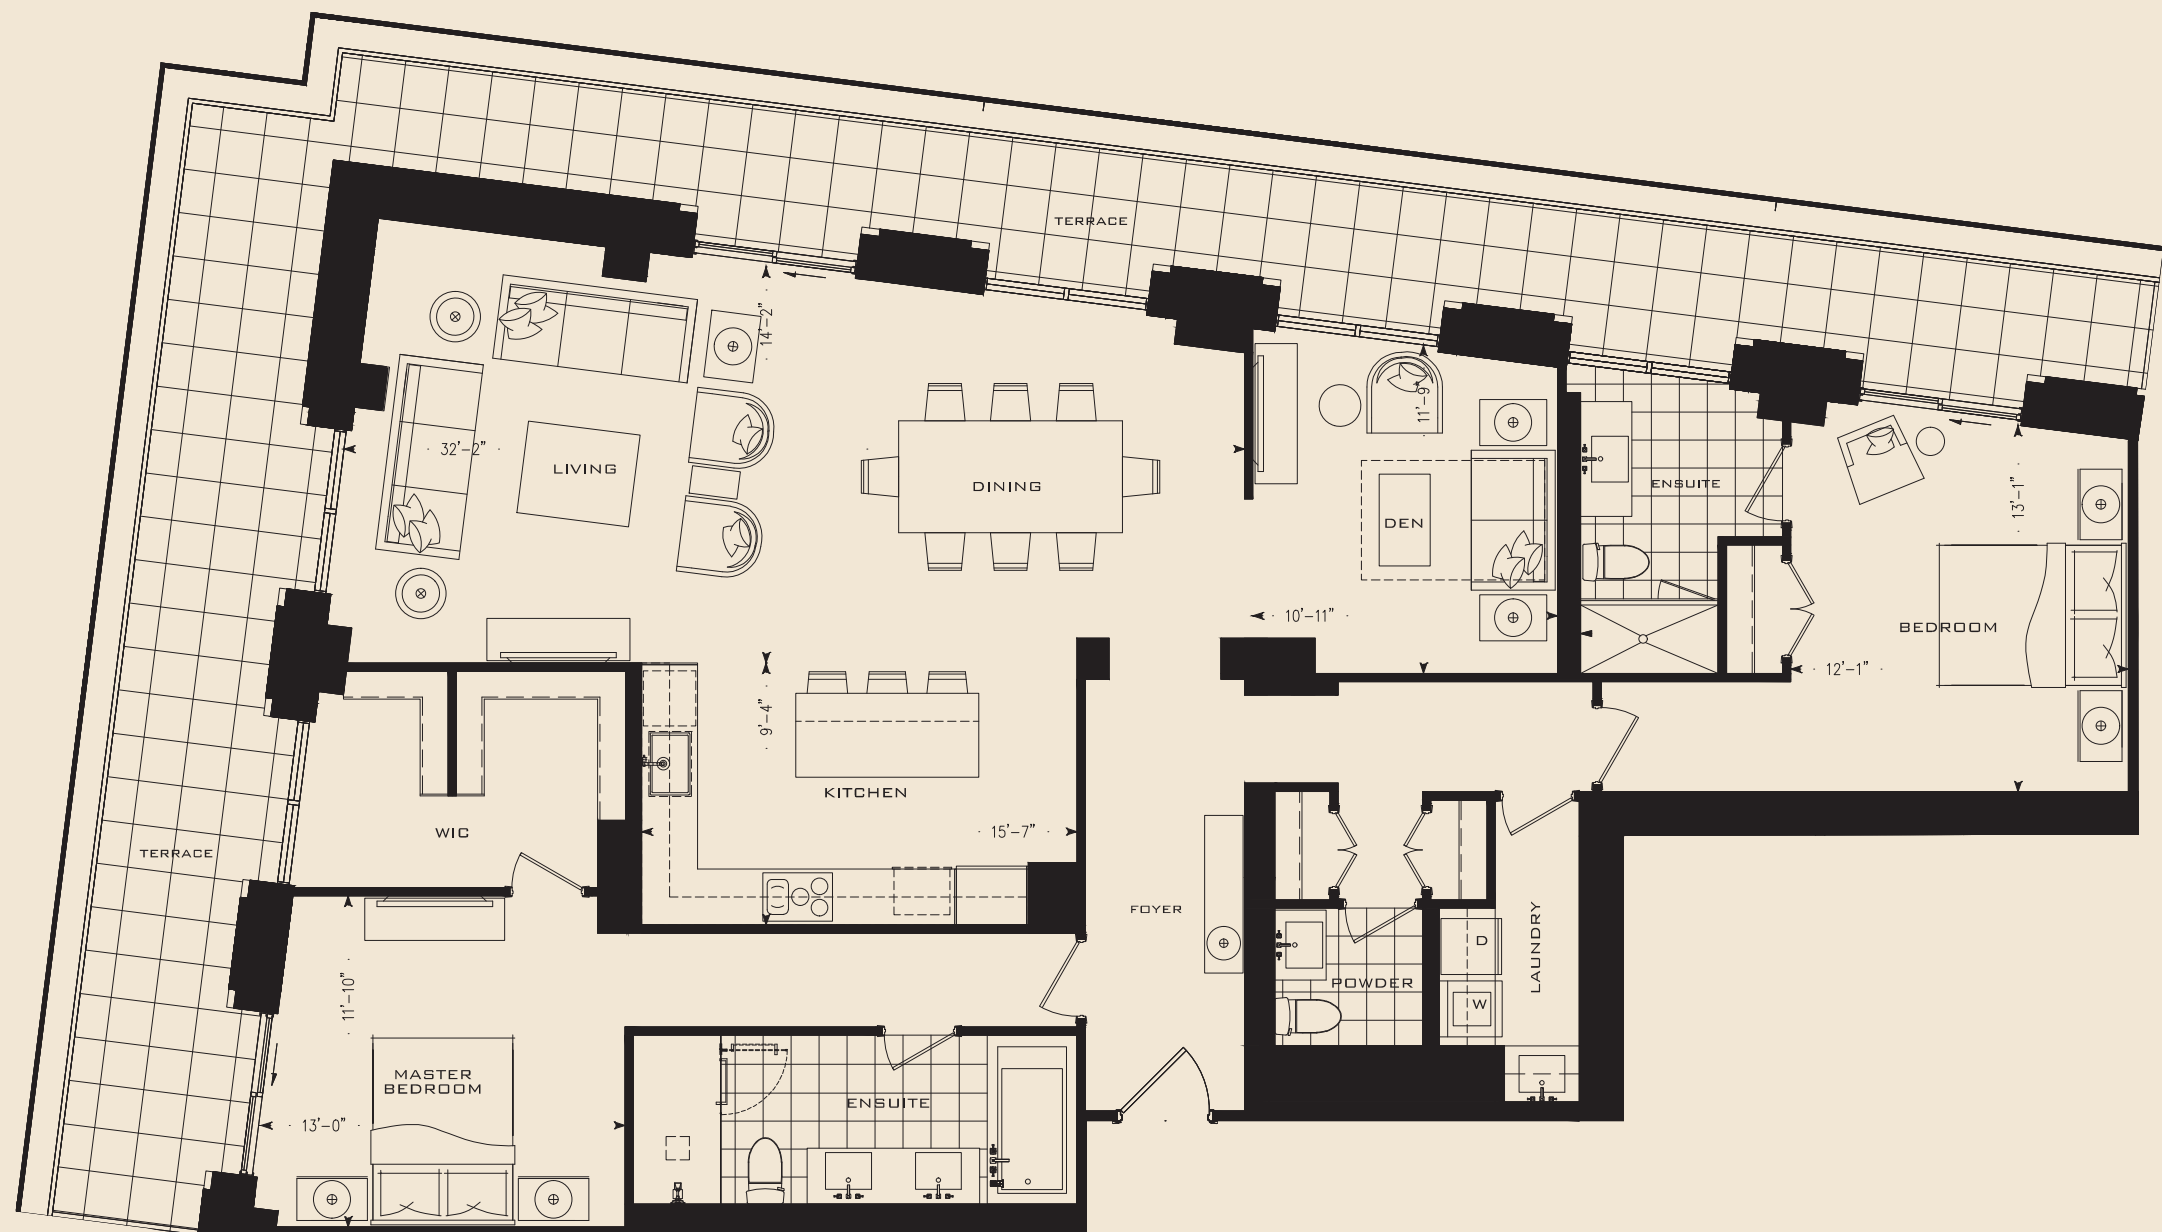 TERRACE
14'-2"
11'-9"
32'-2"
LIVING
DINING
DEN
ENSUITE
13'-1"
10'-11"
BEDROOM
12'-1"
9'-4"
KITCHEN
15'-7"
WIC
TERRACE
FOYER
LAUNDRY
D
POWDER
W
11'-10"
MASTER
BEDROOM
ENSUITE
13'-0"